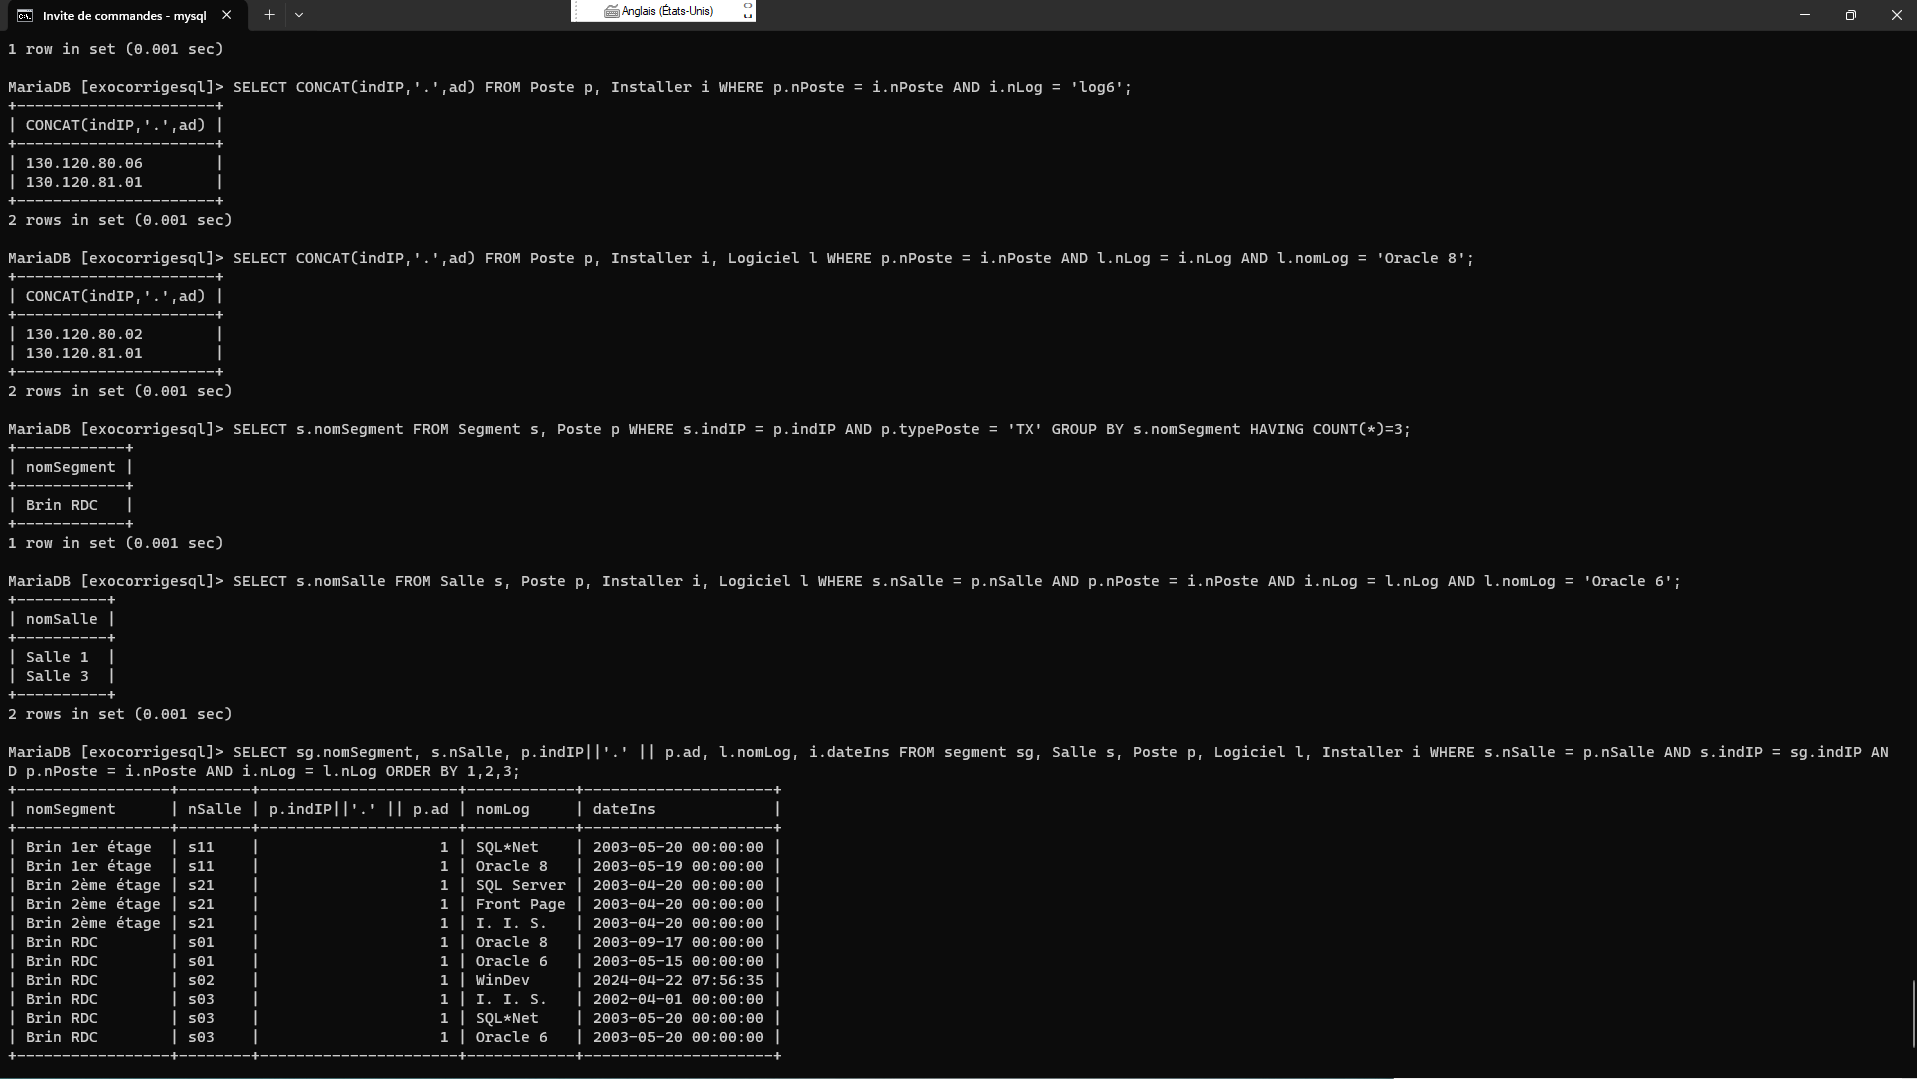 Invite de commandes - mysql
Anglais (États-Unis)
1 row in set (0.001 sec)
MariaDB [exocorrigesql]> SELECT CONCAT(indIP,'.',ad) FROM Poste p, Installer i WHERE p.nPoste = i.nPoste AND i.nLog = 'log6';
+----------------------+
| CONCAT(indIP,'.',ad) |
+----------------------+
| 130.120.80.06        |
| 130.120.81.01        |
+----------------------+
2 rows in set (0.001 sec)
MariaDB [exocorrigesql]> SELECT CONCAT(indIP,'.',ad) FROM Poste p, Installer i, Logiciel l WHERE p.nPoste = i.nPoste AND l.nLog = i.nLog AND l.nomLog = 'Oracle 8';
+----------------------+
| CONCAT(indIP,'.',ad) |
+----------------------+
| 130.120.80.02        |
| 130.120.81.01        |
+----------------------+
2 rows in set (0.001 sec)
MariaDB [exocorrigesql]> SELECT s.nomSegment FROM Segment s, Poste p WHERE s.indIP = p.indIP AND p.typePoste = 'TX' GROUP BY s.nomSegment HAVING COUNT(*)=3;
+------------+
| nomSegment |
+------------+
| Brin RDC   |
+------------+
1 row in set (0.001 sec)
MariaDB [exocorrigesql]> SELECT s.nomSalle FROM Salle s, Poste p, Installer i, Logiciel l WHERE s.nSalle = p.nSalle AND p.nPoste = i.nPoste AND i.nLog = l.nLog AND l.nomLog = 'Oracle 6';
+----------+
| nomSalle |
+----------+
| Salle 1  |
| Salle 3  |
+----------+
2 rows in set (0.001 sec)
MariaDB [exocorrigesql]> SELECT sg.nomSegment, s.nSalle, p.indIP||'.' || p.ad, l.nomLog, i.dateIns FROM segment sg, Salle s, Poste p, Logiciel l, Installer i WHERE s.nSalle = p.nSalle AND s.indIP = sg.indIP AN
D p.nPoste = i.nPoste AND i.nLog = l.nLog ORDER BY 1,2,3;
+-----------------+--------+----------------------+------------+---------------------+
| nomSegment      | nSalle | p.indIP||'.' || p.ad | nomLog     | dateIns             |
+-----------------+--------+----------------------+------------+---------------------+
| Brin 1er étage  | s11    |                    1 | SQL*Net    | 2003-05-20 00:00:00 |
| Brin 1er étage  | s11    |                    1 | Oracle 8   | 2003-05-19 00:00:00 |
| Brin 2ème étage | s21    |                    1 | SQL Server | 2003-04-20 00:00:00 |
| Brin 2ème étage | s21    |                    1 | Front Page | 2003-04-20 00:00:00 |
| Brin 2ème étage | s21    |                    1 | I. I. S.   | 2003-04-20 00:00:00 |
| Brin RDC        | s01    |                    1 | Oracle 8   | 2003-09-17 00:00:00 |
| Brin RDC        | s01    |                    1 | Oracle 6   | 2003-05-15 00:00:00 |
| Brin RDC        | s02    |                    1 | WinDev     | 2024-04-22 07:56:35 |
| Brin RDC        | s03    |                    1 | I. I. S.   | 2002-04-01 00:00:00 |
| Brin RDC        | s03    |                    1 | SQL*Net    | 2003-05-20 00:00:00 |
| Brin RDC        | s03    |                    1 | Oracle 6   | 2003-05-20 00:00:00 |
+-----------------+--------+----------------------+------------+---------------------+